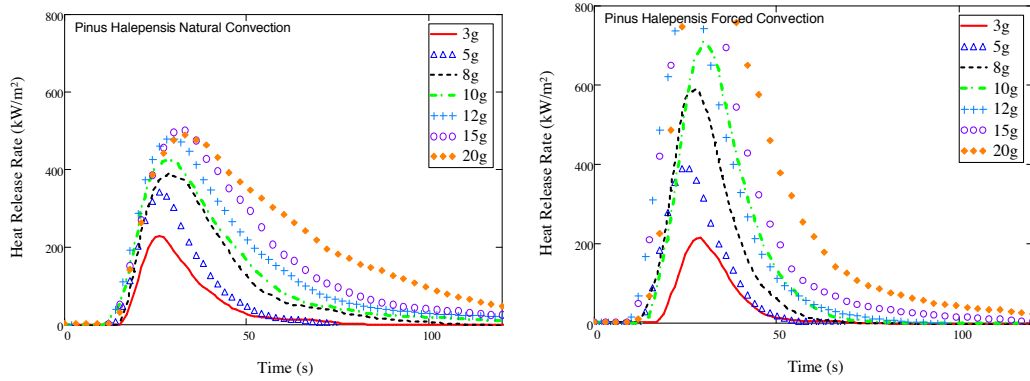 Pinus Halepensis Natural Convection
Heat Release Rate (kW/m²)
800
600
400
200
0
0
50
100
Time (s)
3g
5g
8g
10g
12g
15g
20g
Pinus Halepensis Forced Convection
Heat Release Rate (kW/m²)
800
600
400
200
0
0
50
100
Time (s)
3g
5g
8g
10g
12g
15g
20g